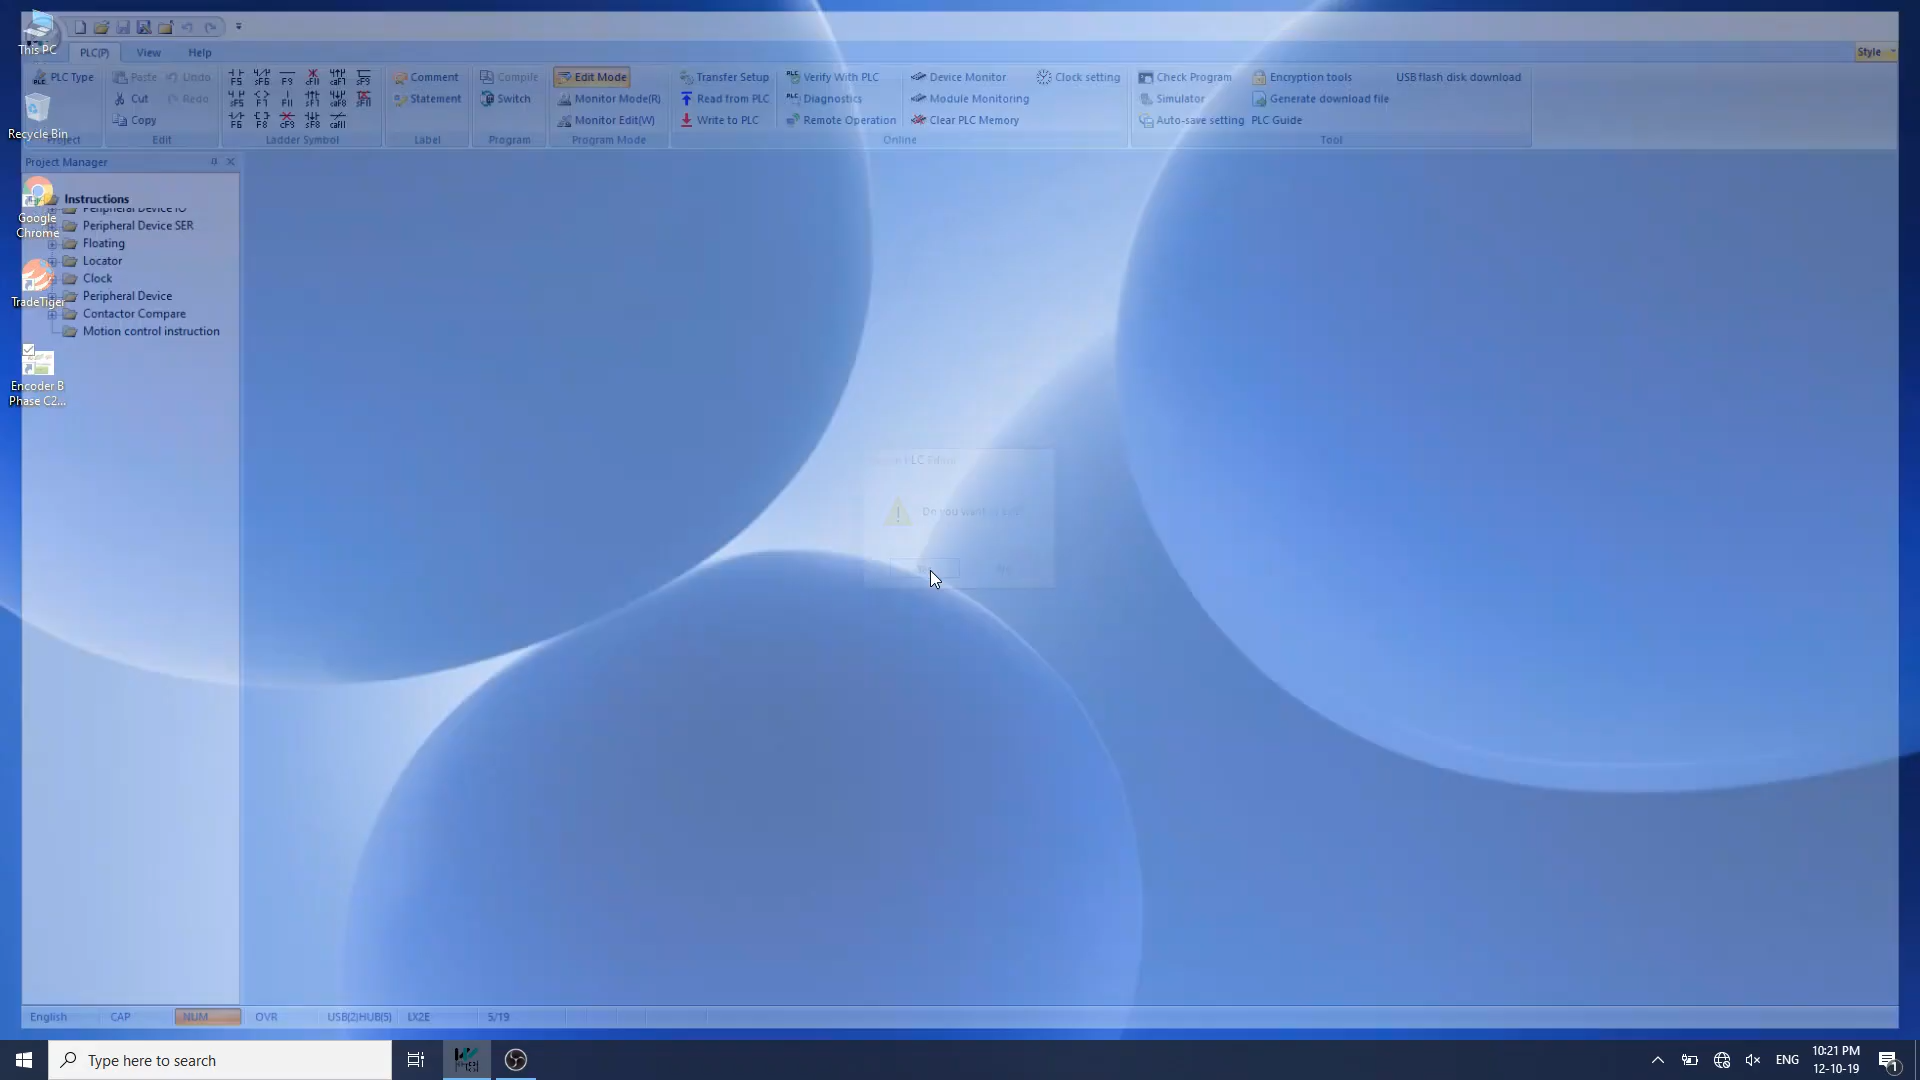 This PC
PLC(P) View Help Style
PLC Type Paste Undo Comment Compile Edit Mode Transfer Setup Verify With PLC Device Monitor Clock setting Check Program Encryption tools USB flash disk download
Cut Redo Statement Switch Monitor Mode(R) Read from PLC Diagnostics Module Monitoring Simulator Generate download file
Copy Monitor Edit(W) Write to PLC Remote Operation Clear PLC Memory Auto-save setting PLC Guide
Edit Ladder Symbol Label Program Program Mode Online Tool
Recycle Bin
Project Manager
Instructions
Peripheral Device IO
Peripheral Device SER
Floating
Locator
Clock
Peripheral Device
Contactor Compare
Motion control instruction
Google
Chrome
TradeTiger
Encoder B
Phase C2...
English CAP NUM OVR USB(2)HUB(5) LX2E 5/19
Type here to search
ENG
10:21 PM
12-10-19
1